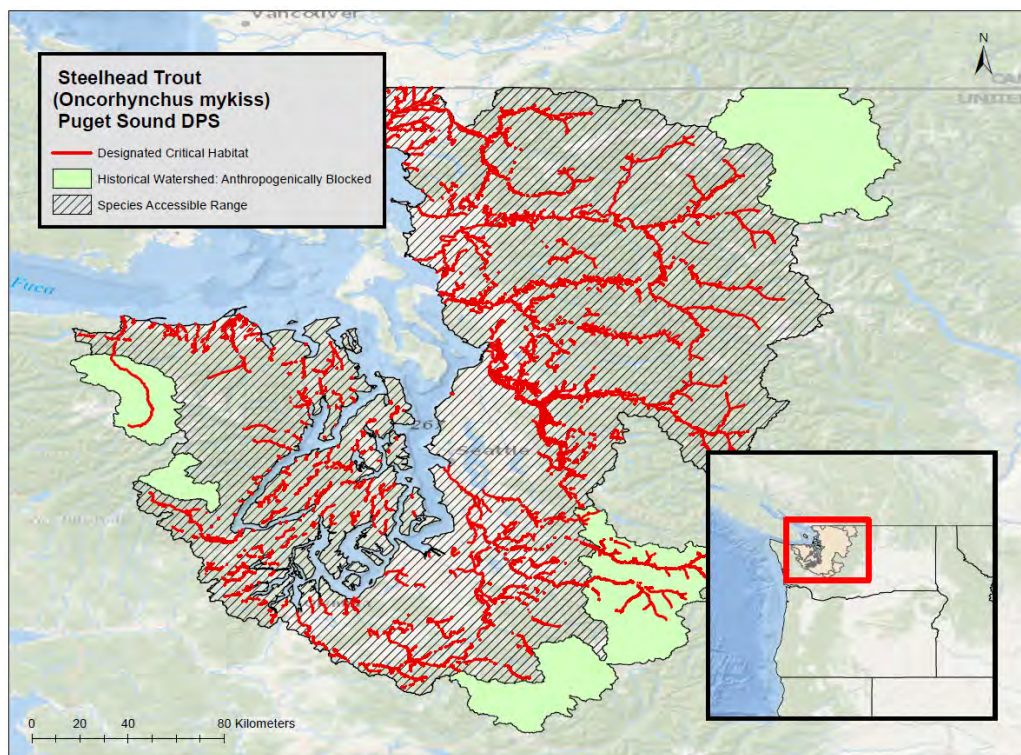 Vancouver
N
Steelhead Trout
(Oncorhynchus mykiss)
Puget Sound DPS
Designated Critical Habitat
Historical Watershed: Anthropogenically Blocked
Species Accessible Range
Fuca
Seattle
0 20 40 80 Kilometers